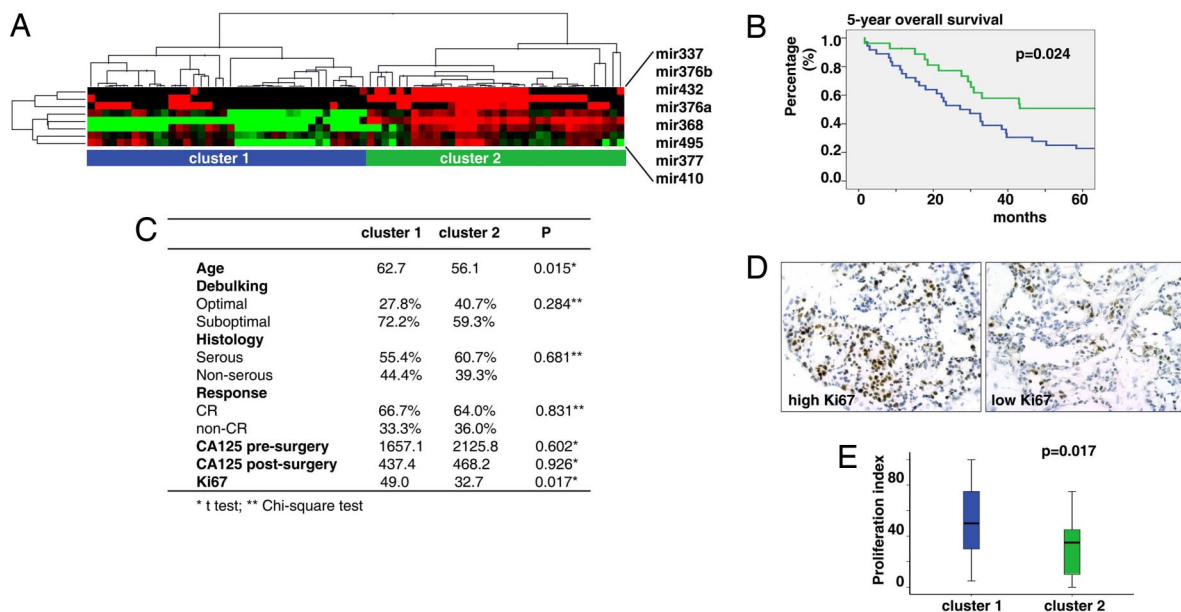 A
mir337
mir376b
mir432
mir376a
mir368
mir495
mir377
mir410
cluster 1 cluster 2
B
5-year overall survival
Percentage
(%)
p=0.024
1.0
0.8
0.6
0.4
0.2
0.0
0 20 40 60
months
C
cluster 1 cluster 2 P
Age 62.7 56.1 0.015*
Debulking
Optimal 27.8% 40.7% 0.284**
Suboptimal 72.2% 59.3%
Histology
Serous 55.4% 60.7% 0.681**
Non-serous 44.4% 39.3%
Response
CR 66.7% 64.0% 0.831**
non-CR 33.3% 36.0%
CA125 pre-surgery 1657.1 2125.8 0.602*
CA125 post-surgery 437.4 468.2 0.926*
Ki67 49.0 32.7 0.017*
* t test; ** Chi-square test
D
high Ki67 low Ki67
E
p=0.017
Proliferation index
80
40
0
cluster 1 cluster 2